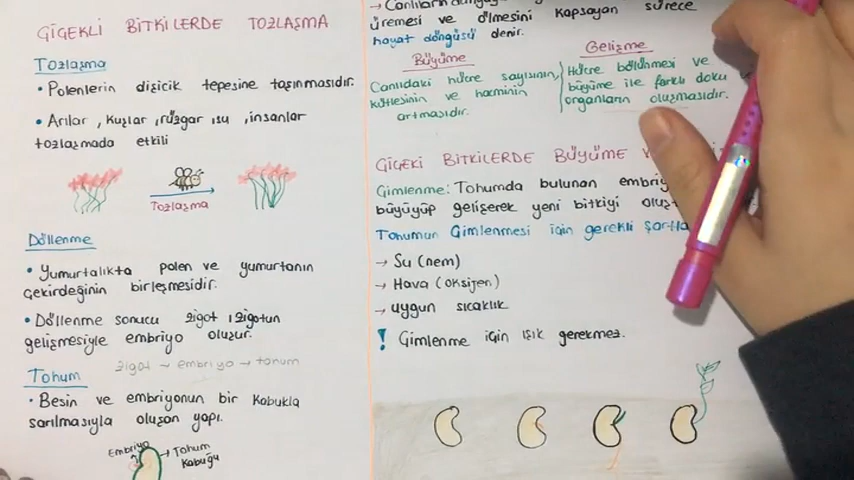 ÇİÇEKLİ BİTKİLERDE TOZLAŞMA
Tozlaşma
• Polenlerin dişicik tepesine taşınmasıdır.
• Arılar, kuşlar, rüzgar, su, insanlar
tozlaşmada etkili
Tozlaşma
Döllenme
• Yumurtalıkta polen ve yumurtanın
çekirdeğinin birleşmesidir.
• Döllenme sonucu zigot, zigotun
gelişmesiyle embriyo oluşur.
zigot → embriyo → tohum
Tohum
• Besin ve embriyonun bir kabukla
sarılmasıyla oluşan yapı.
Embriyo
→ Tohum
kabuğu
→ Canlıların
üremesi ve ölmesini kapsayan sürece
hayat döngüsü denir.
Büyüme
Canlıdaki hücre sayısının,
kütlesinin ve hacminin
artmasıdır.
Gelişme
Hücre bölünmesi ve
büyüme ile farklı doku
organların oluşmasıdır.
ÇİÇEKİ BİTKİLERDE BÜYÜME
Çimlenme: Tohumda bulunan
büyüyüp gelişerek yeni bitkiyi
Tohumun Çimlenmesi için gerekli
→ Su (nem)
→ Hava (oksijen)
→ uygun sıcaklık
! Çimlenme için ışık gerekmez.